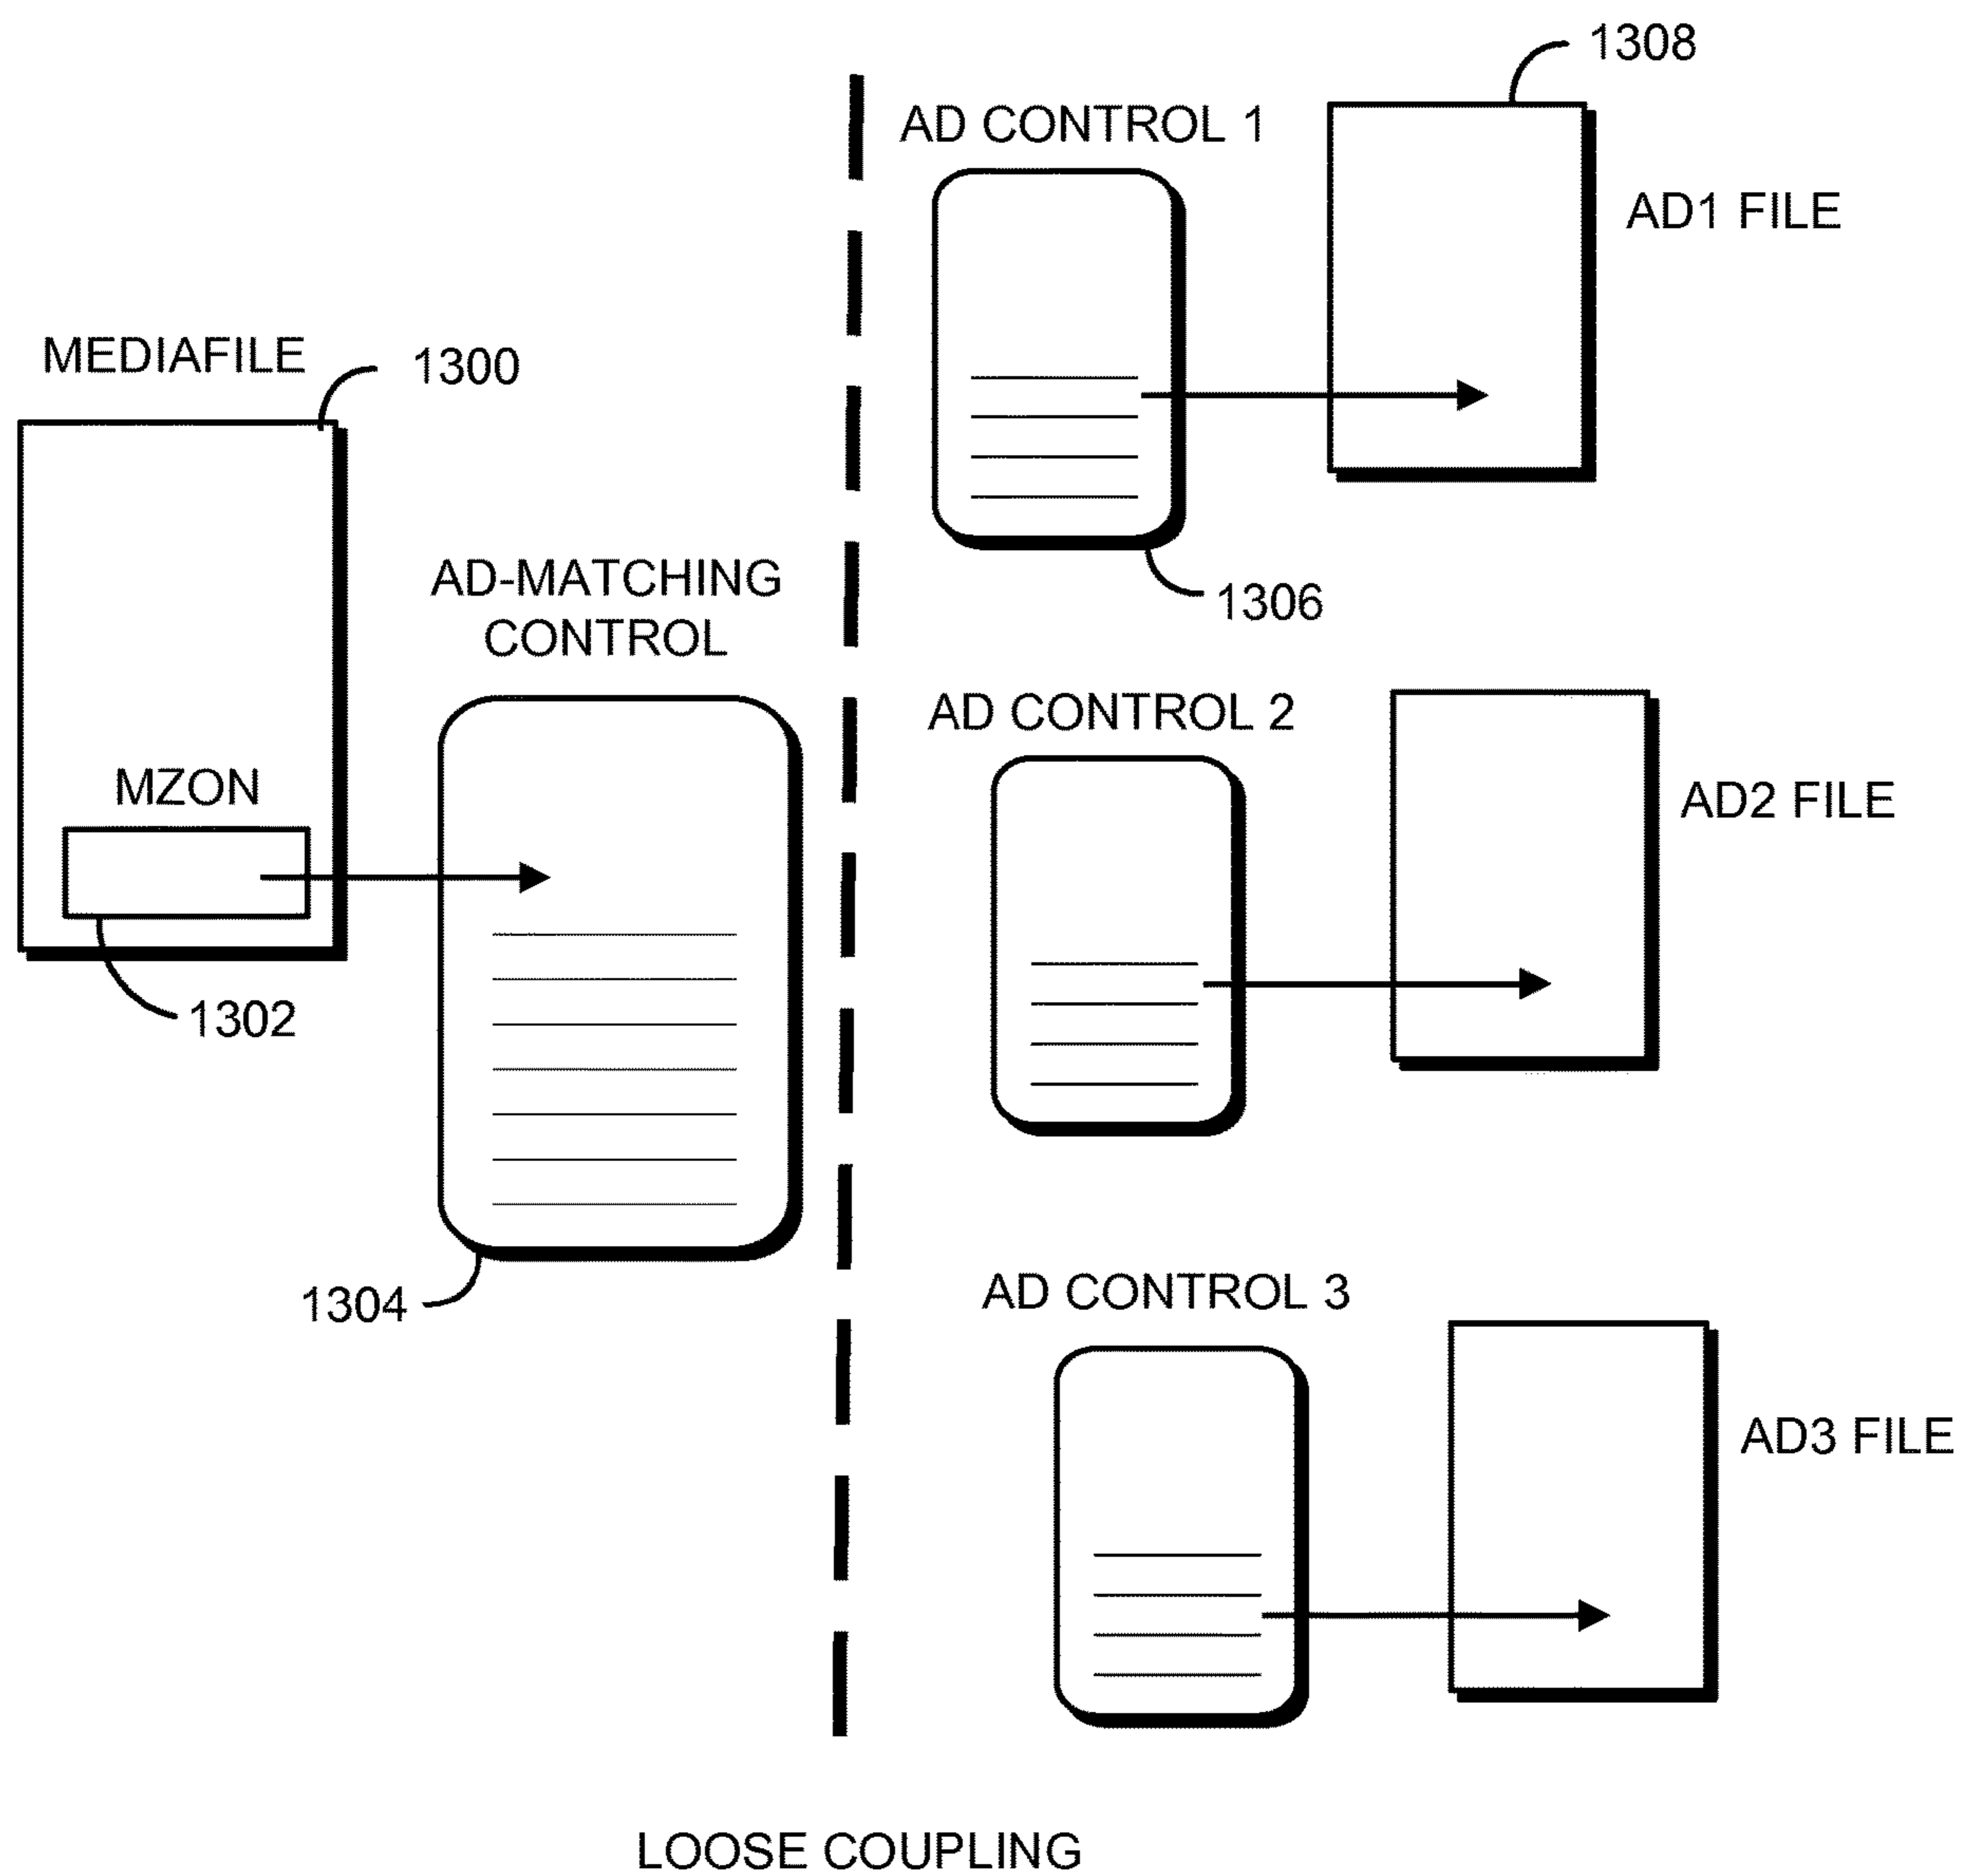 1308
AD CONTROL 1
AD1 FILE
MEDIAFILE
1300
AD-MATCHING
CONTROL
1306
AD CONTROL 2
MZON
AD2 FILE
1302
1304
AD CONTROL 3
AD3 FILE
LOOSE COUPLING